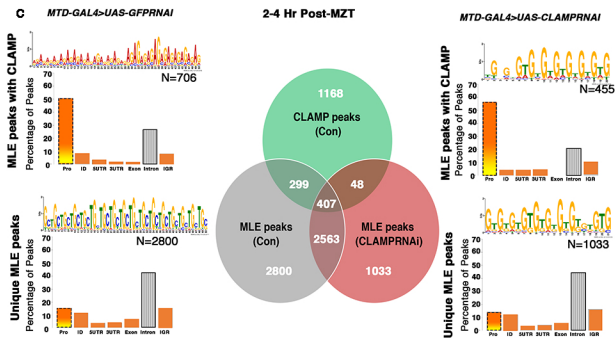 C
MTD-GAL4>UAS-GFPRNAI
2-4 Hr Post-MZT
MTD-GAL4>UAS-CLAMPRNAI
MLE peaks with CLAMP
Percentage of Peaks
N=706
70
60
50
40
30
20
10
0
Pro ID 5UTR 3UTR Exon Intron IGR
Unique MLE peaks
Percentage of Peaks
N=2800
70
60
50
40
30
20
10
0
Pro ID 5UTR 3UTR Exon Intron IGR
1168
CLAMP peaks
(Con)
299
48
407
MLE peaks
(Con)
2563
MLE peaks
(CLAMPRNAi)
2800
1033
MLE peaks with CLAMP
Percentage of Peaks
N=455
70
60
50
40
30
20
10
0
Pro ID 5UTR 3UTR Exon Intron IGR
Unique MLE peaks
Percentage of Peaks
N=1033
70
60
50
40
30
20
10
0
Pro ID 5UTR 3UTR Exon Intron IGR